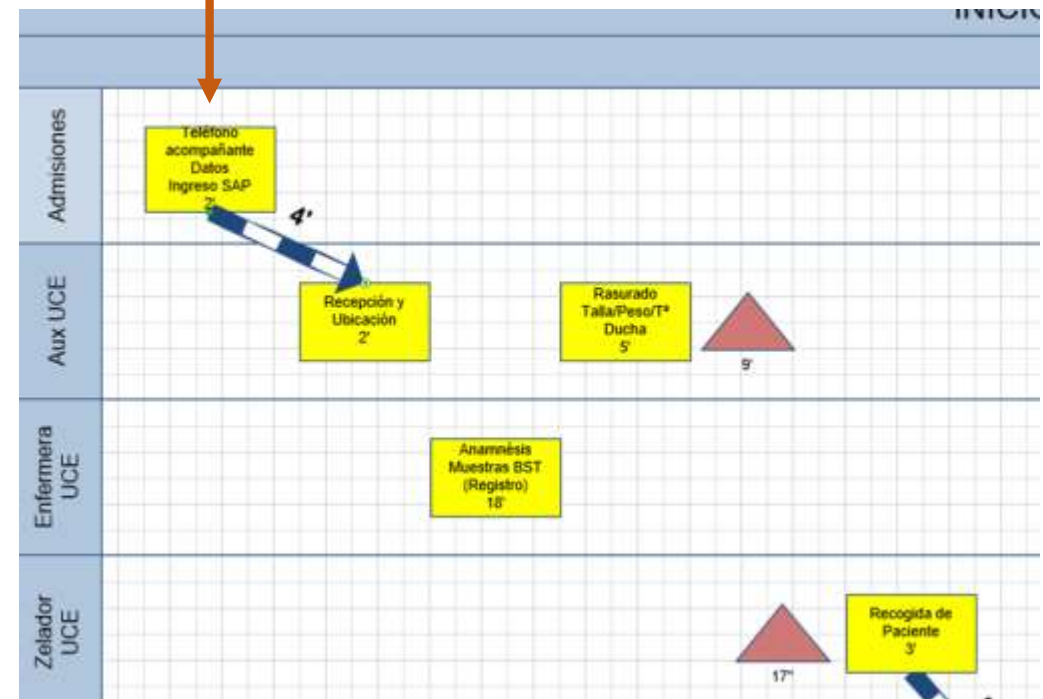 Admisiones
Teléfono
acompañante
Datos
Ingreso SAP
2'
4'
Aux UCE
Recepción y
Ubicación
2'
Rasurado
Talla/Peso/Tª
Ducha
5'
9'
Enfermera
UCE
Anamnésis
Muestras BST
(Registro)
18'
Zelador
UCE
17"
Recogida de
Paciente
3'